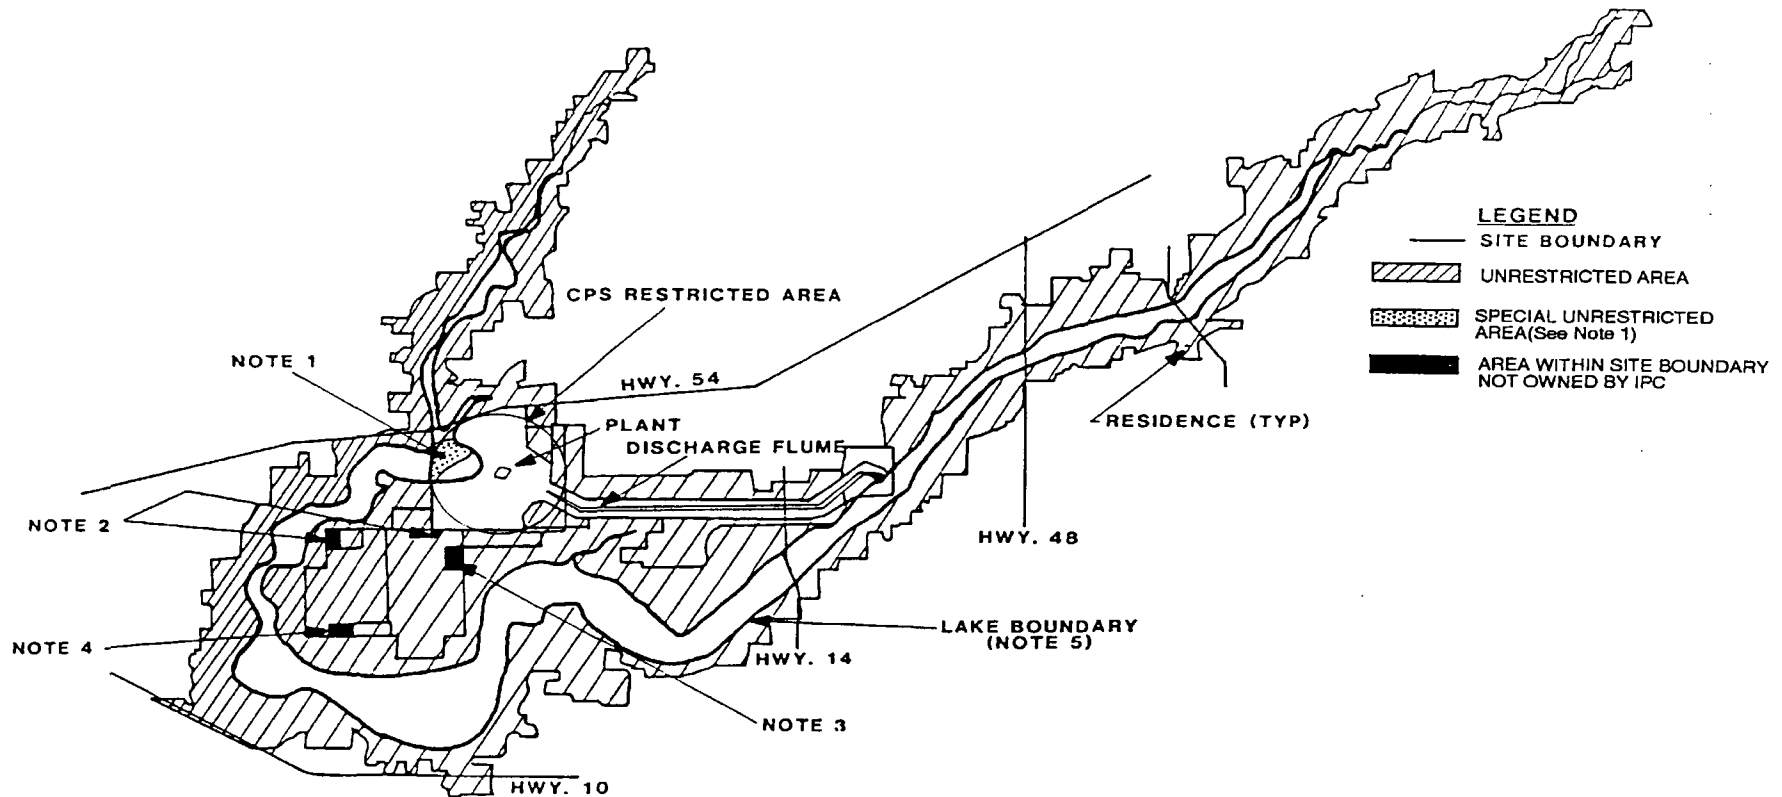 LEGEND
SITE BOUNDARY
UNRESTRICTED AREA
CPS RESTRICTED AREA
SPECIAL UNRESTRICTED
AREA(See Note 1)
NOTE 1
AREA WITHIN SITE BOUNDARY
NOT OWNED BY IPC
HWY. 54
RESIDENCE (TYP)
PLANT
DISCHARGE FLUME
NOTE 2
HWY. 48
NOTE 4
LAKE BOUNDARY
(NOTE 5)
HWY. 14
NOTE 3
HWY. 10